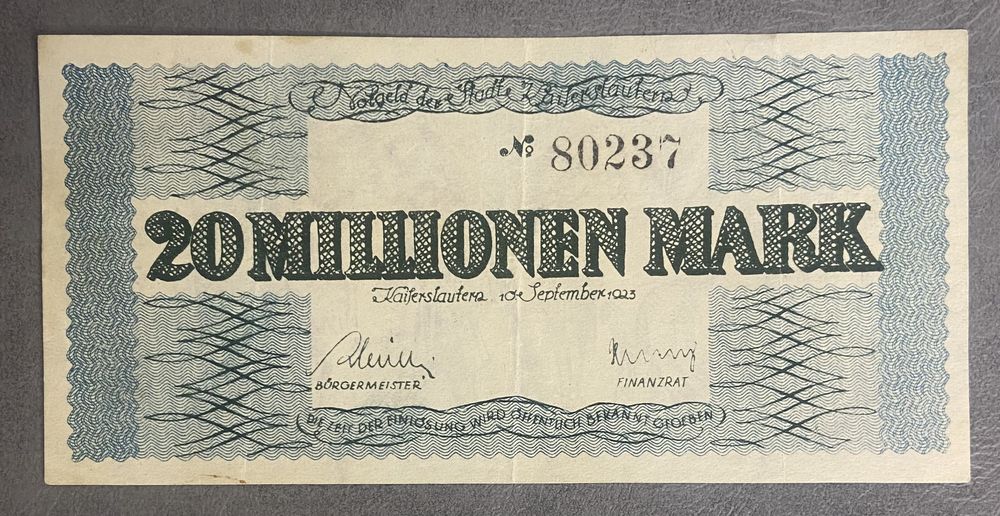 Notgeld der Stadt Kaiserslautern
№ 80237
20 MILLIONEN MARK
Kaiserslautern 10 September 1923
BÜRGERMEISTER
FINANZRAT
DIE ZEIT DER EINLÖSUNG WIRD ÖFFENTLICH BEKANNT GEGEBEN